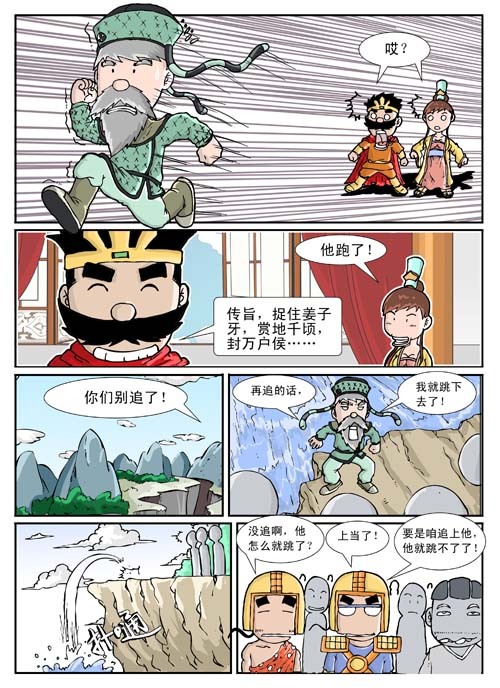 哎？
他跑了！
传旨，捉住姜子
牙，赏地千顷，
封万户侯……
你们别追了！
再追的话，
我就跳下
去了！
扑通
没追啊，他
怎么就跳了？
上当了！
要是咱追上他，
他就跳不了了！